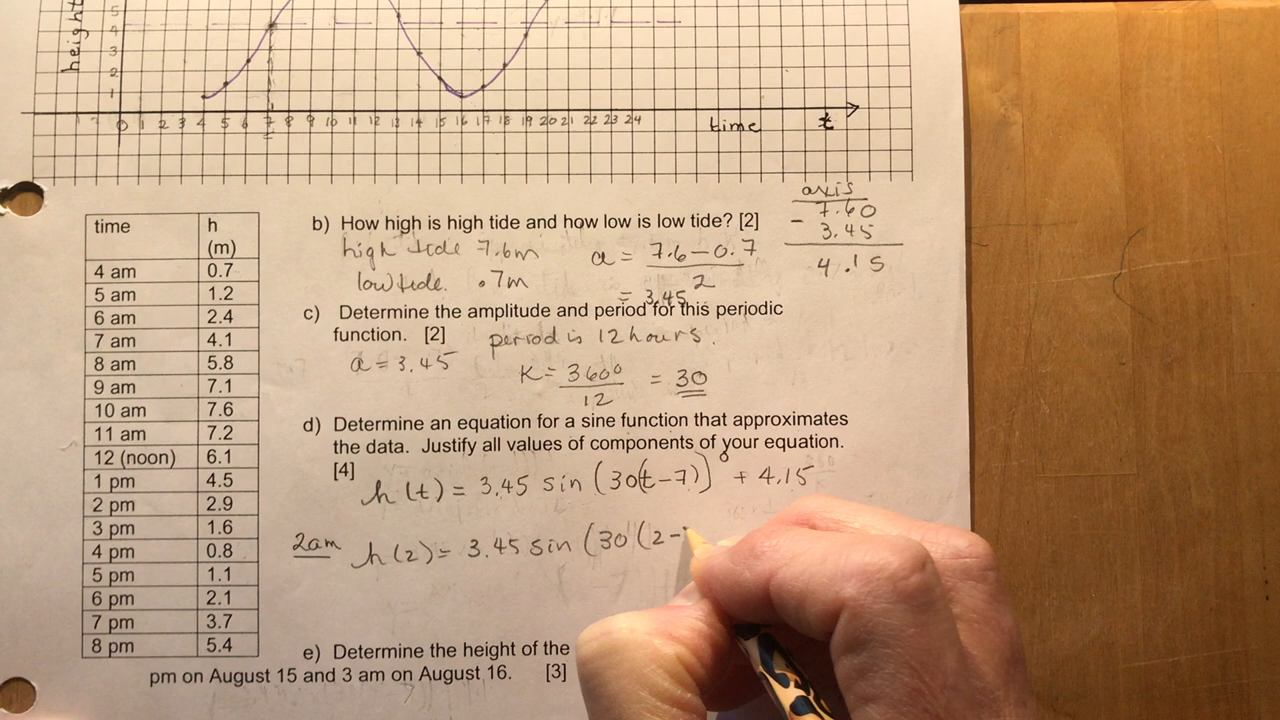 height
5
4
3
2
1
0 1 2 3 4 5 6 7 8 9 10 11 12 13 14 15 16 17 18 19 20 21 22 23 24 time t
axis
7.60
- 3.45
4.15
b) How high is high tide and how low is low tide? [2]
high tide 7.6m a = 7.6-0.7
low tide. .7m 2
= 3.45
c) Determine the amplitude and period for this periodic
function. [2] period is 12 hours.
a = 3.45 K = 360° = 30
12
d) Determine an equation for a sine function that approximates
the data. Justify all values of components of your equation.
[4] h(t) = 3.45 sin (30(t-7))° + 4.15
2am h(2) = 3.45 sin (30(2-
e) Determine the height of the
pm on August 15 and 3 am on August 16. [3]
time h
(m)
4 am 0.7
5 am 1.2
6 am 2.4
7 am 4.1
8 am 5.8
9 am 7.1
10 am 7.6
11 am 7.2
12 (noon) 6.1
1 pm 4.5
2 pm 2.9
3 pm 1.6
4 pm 0.8
5 pm 1.1
6 pm 2.1
7 pm 3.7
8 pm 5.4